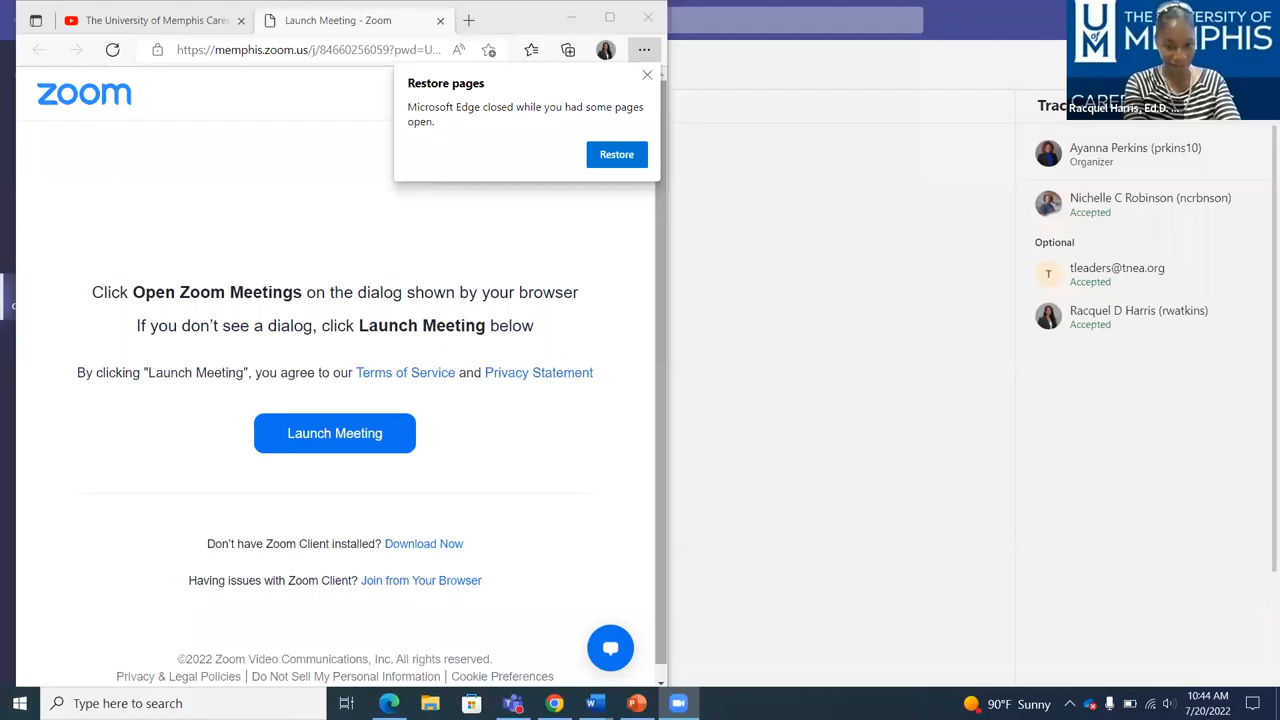 The University of Memphis Caree
Launch Meeting - Zoom
https://memphis.zoom.us/j/84660256059?pwd=U...
zoom
Restore pages
Microsoft Edge closed while you had some pages
open.
Restore
Click Open Zoom Meetings on the dialog shown by your browser
If you don't see a dialog, click Launch Meeting below
By clicking "Launch Meeting", you agree to our Terms of Service and Privacy Statement
Launch Meeting
Don't have Zoom Client installed? Download Now
Having issues with Zoom Client? Join from Your Browser
©2022 Zoom Video Communications, Inc. All rights reserved.
Privacy & Legal Policies | Do Not Sell My Personal Information | Cookie Preferences
THE UNIVERSITY OF
MEMPHIS
CAREE
Racquel Harris, Ed.D. ...
Trac
Ayanna Perkins (prkins10)
Organizer
Nichelle C Robinson (ncrbnson)
Accepted
Optional
T
tleaders@tnea.org
Accepted
Racquel D Harris (rwatkins)
Accepted
Type here to search
90°F Sunny
10:44 AM
7/20/2022